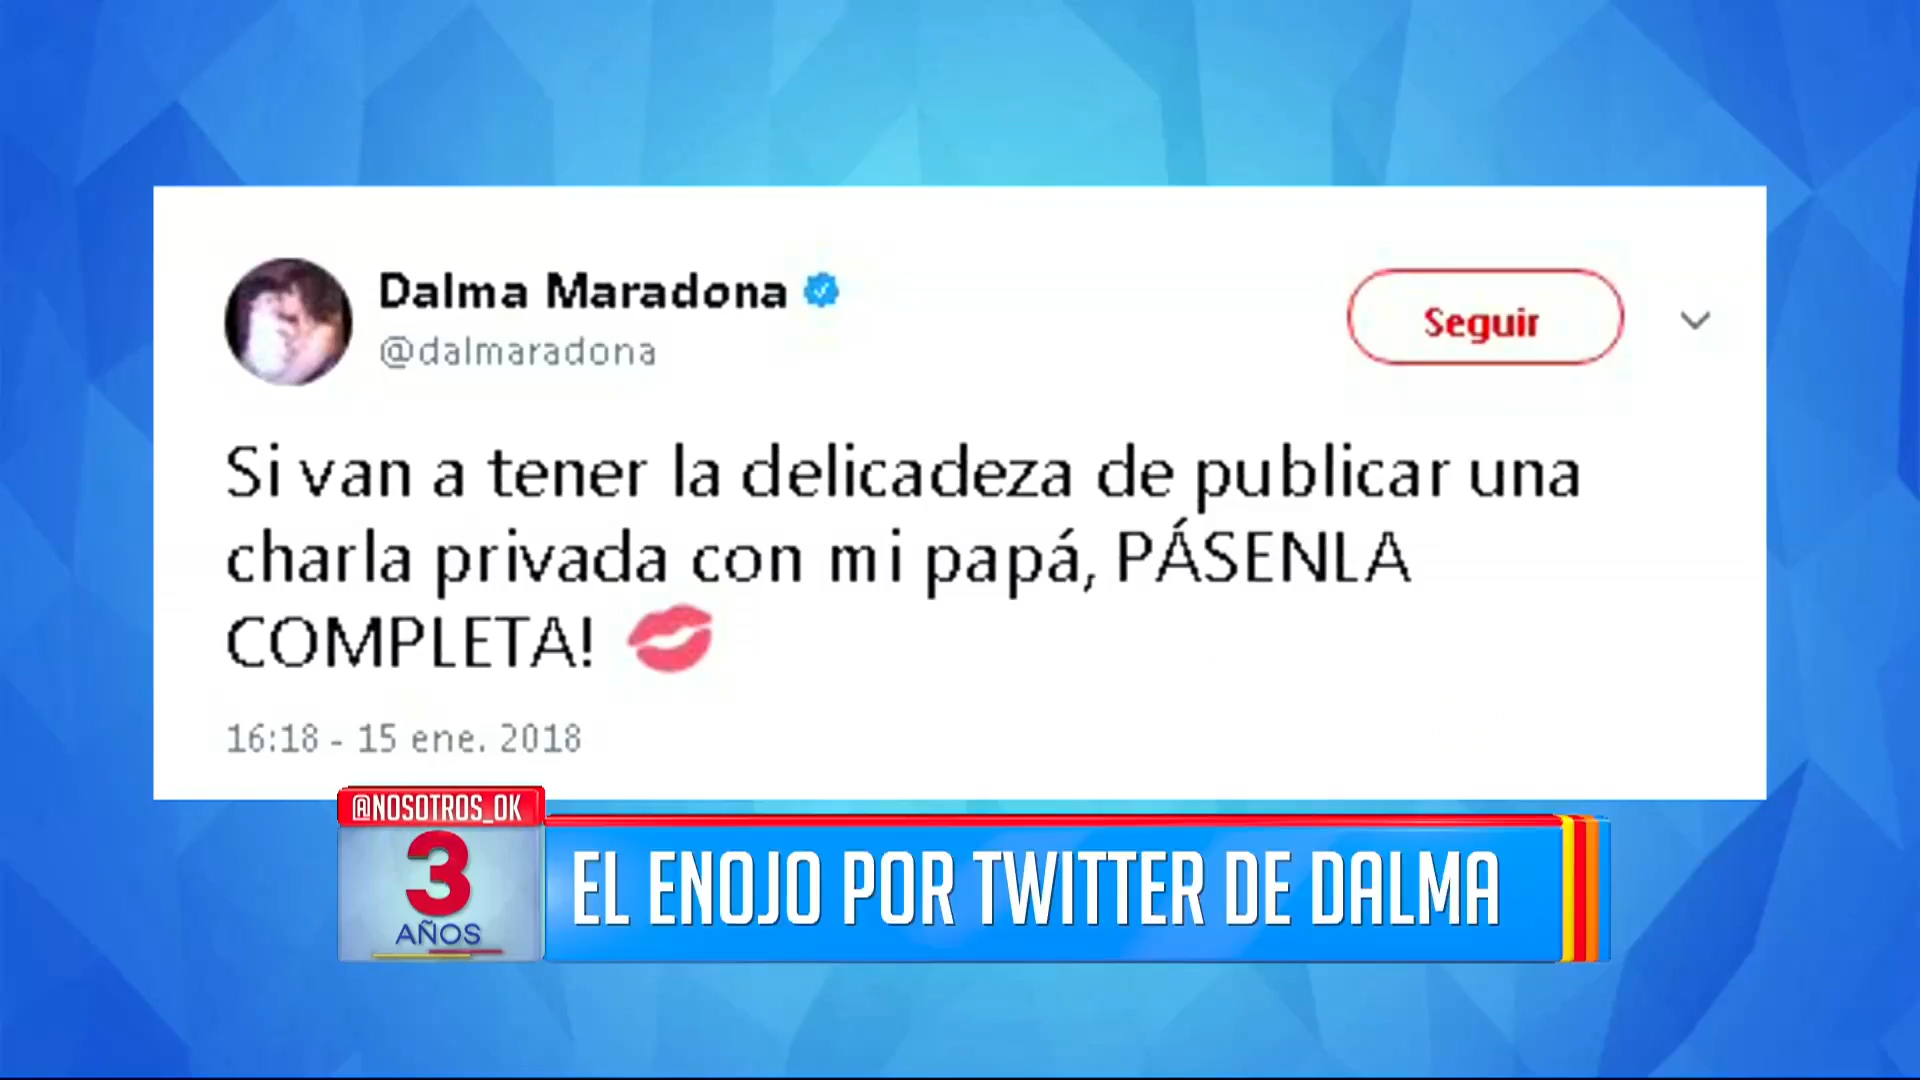 Dalma Maradona
@dalmaradona
Seguir
Si van a tener la delicadeza de publicar una
charla privada con mi papá, PÁSENLA
COMPLETA!
16:18 - 15 ene. 2018
@NOSOTROS_OK
3
AÑOS
EL ENOJO POR TWITTER DE DALMA